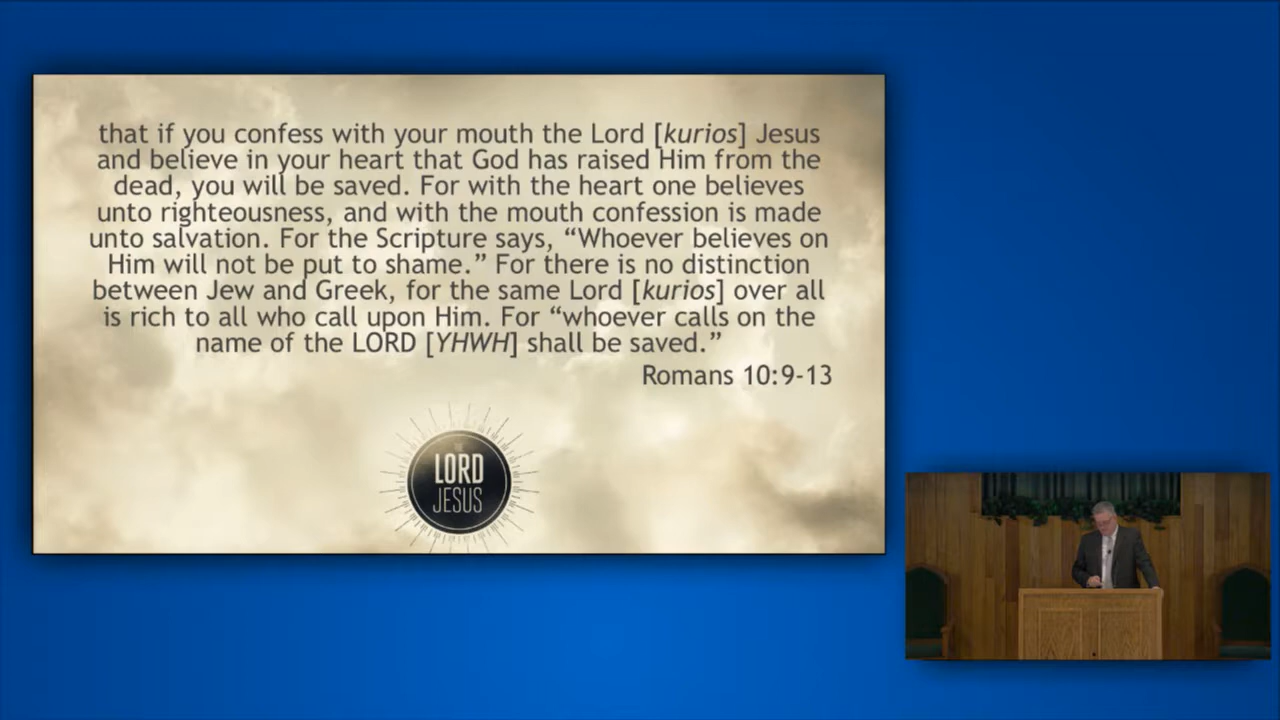 that if you confess with your mouth the Lord [kurios] Jesus
and believe in your heart that God has raised Him from the
dead, you will be saved. For with the heart one believes
unto righteousness, and with the mouth confession is made
unto salvation. For the Scripture says, “Whoever believes on
Him will not be put to shame.” For there is no distinction
between Jew and Greek, for the same Lord [kurios] over all
is rich to all who call upon Him. For “whoever calls on the
name of the LORD [YHWH] shall be saved.”
Romans 10:9-13
LORD
JESUS